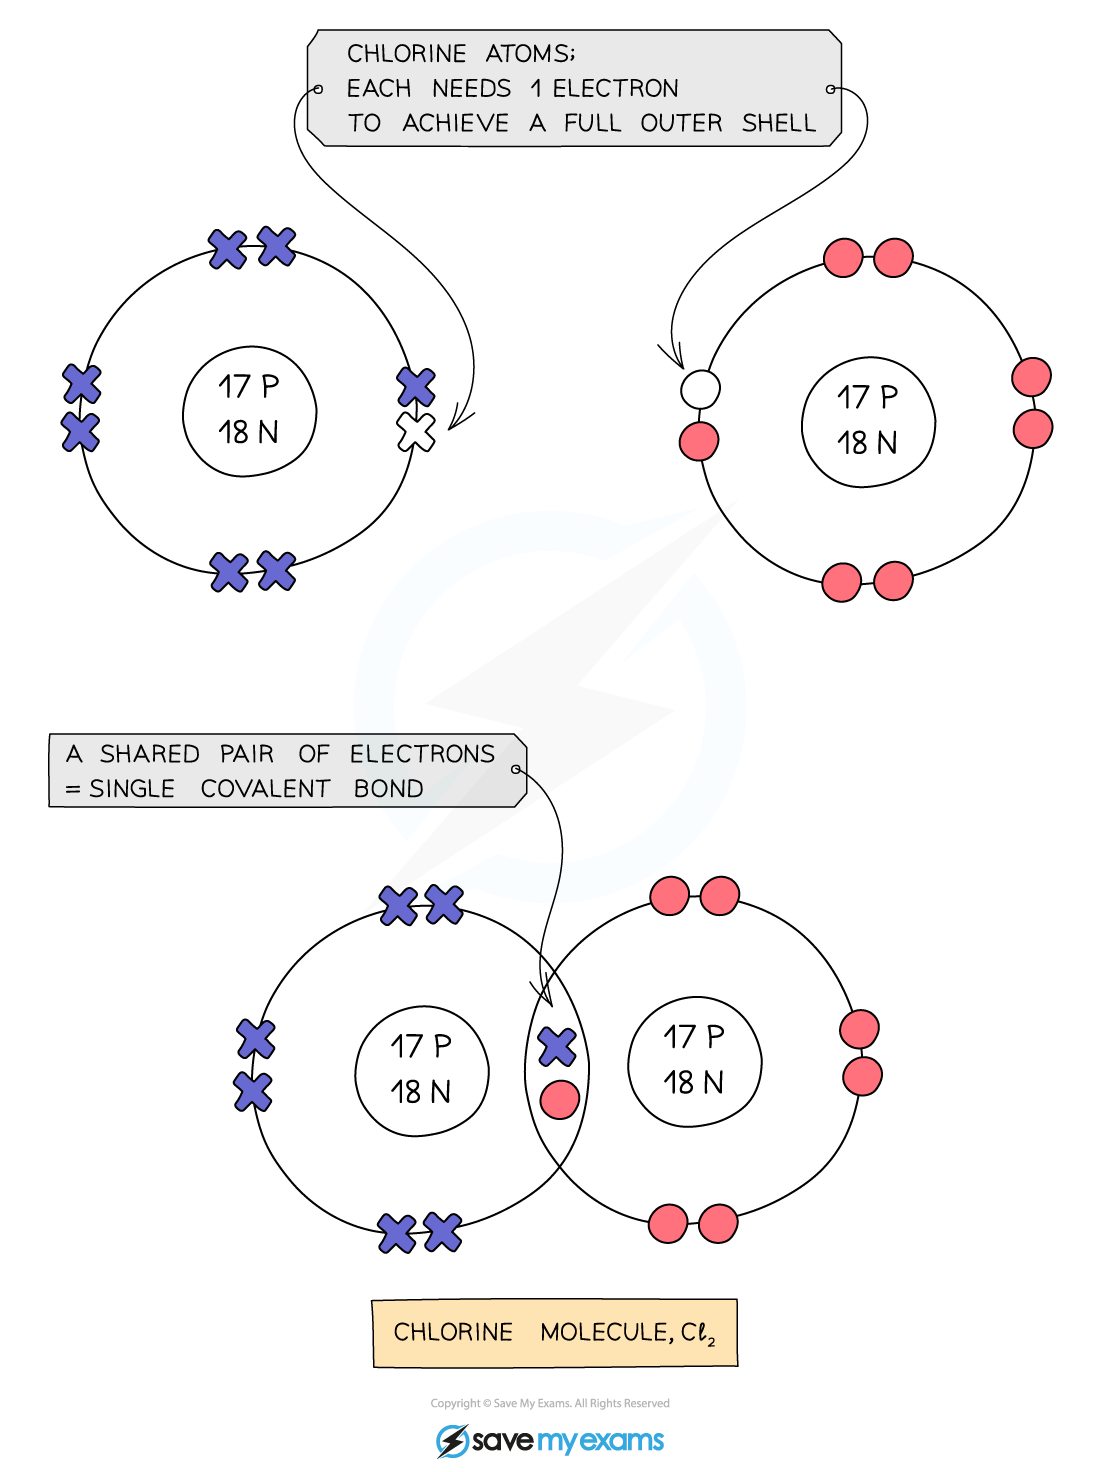 CHLORINE ATOMS;
EACH NEEDS 1 ELECTRON
TO ACHIEVE A FULL OUTER SHELL
17 P
18 N
17 P
18 N
A SHARED PAIR OF ELECTRONS
= SINGLE COVALENT BOND
17 P
18 N
17 P
18 N
CHLORINE MOLECULE, Cl₂
Copyright © Save My Exams. All Rights Reserved
save my exams